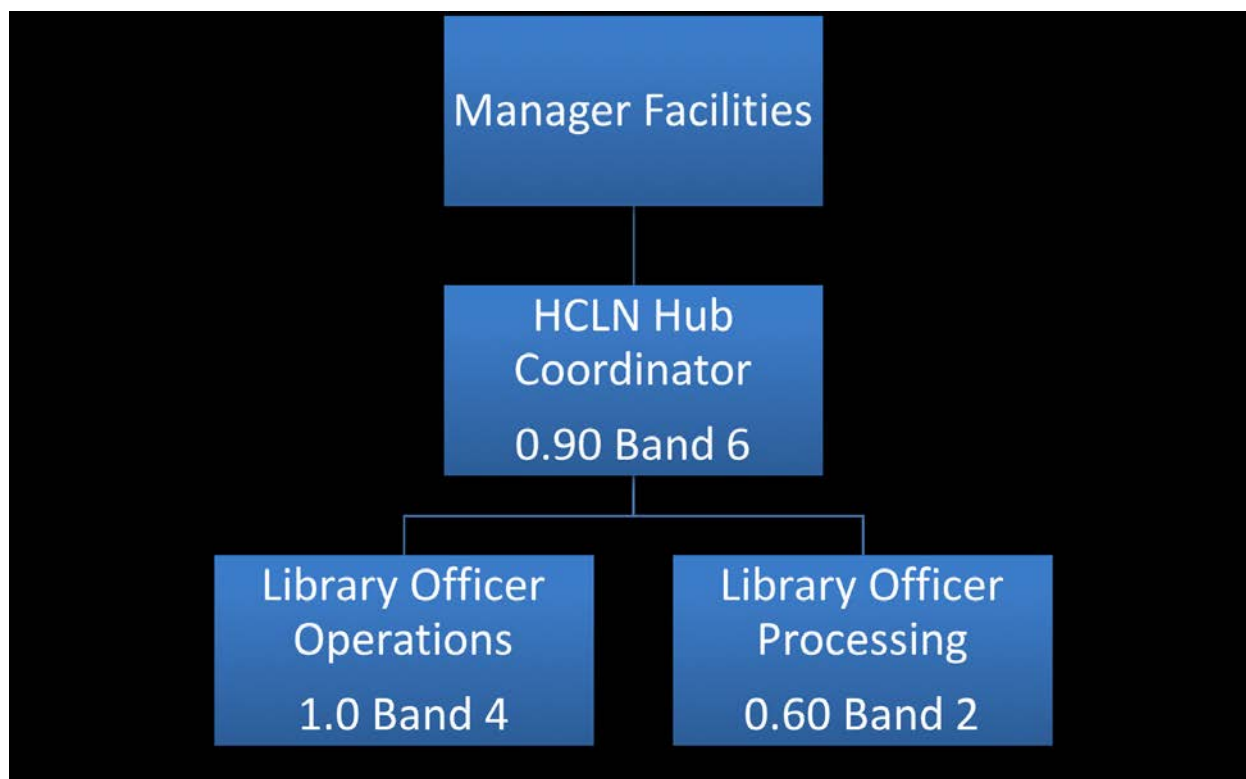 Manager Facilities
HCLN Hub
Coordinator
0.90 Band 6
Library Officer
Operations
1.0 Band 4
Library Officer
Processing
0.60 Band 2